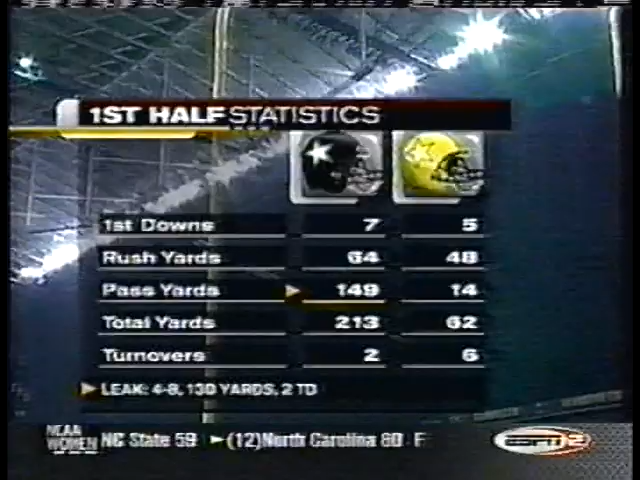 1ST HALF STATISTICS
1st Downs 7 5
Rush Yards 64 48
Pass Yards 149 14
Total Yards 213 62
Turnovers 2 6
LEAK: 4-8, 130 YARDS, 2 TD
NCAA WOMEN NC State 59 (12)North Carolina 80 F ESPN2